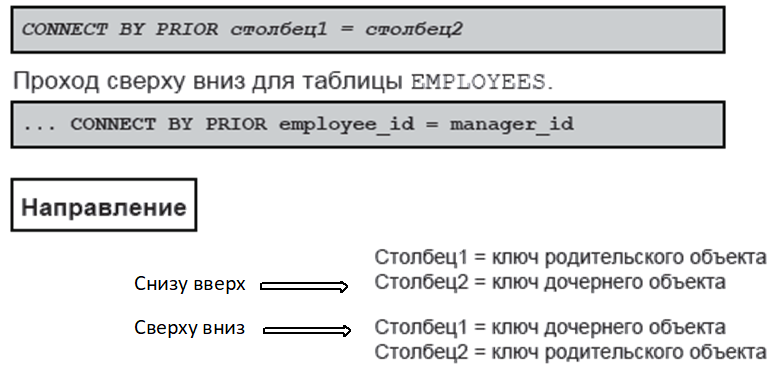 CONNECT BY PRIOR столбец1 = столбец2
Проход сверху вниз для таблицы EMPLOYEES.
... CONNECT BY PRIOR employee_id = manager_id
Направление
Столбец1 = ключ родительского объекта
Снизу вверх Столбец2 = ключ дочернего объекта
Сверху вниз Столбец1 = ключ дочернего объекта
Столбец2 = ключ родительского объекта